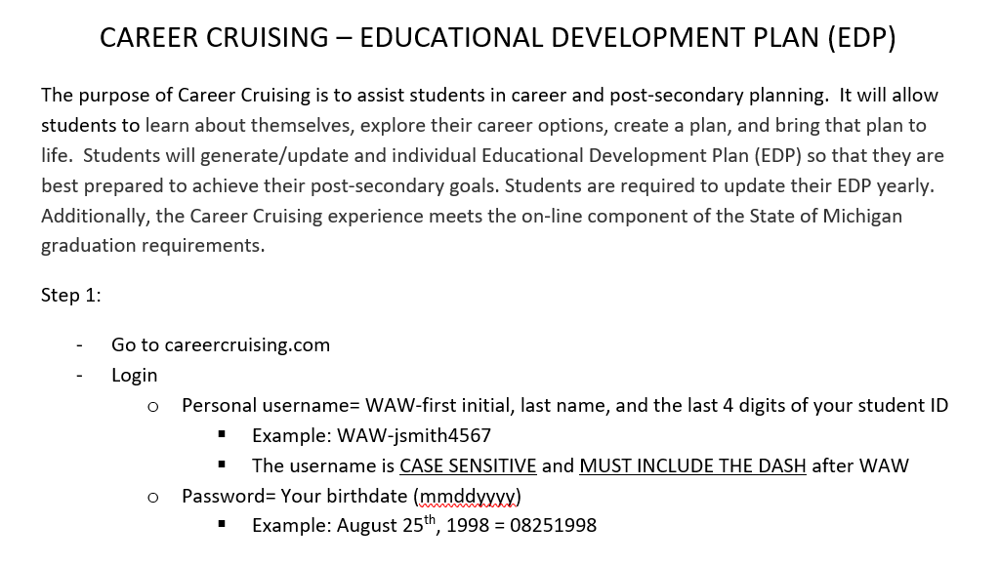 CAREER CRUISING – EDUCATIONAL DEVELOPMENT PLAN (EDP)
The purpose of Career Cruising is to assist students in career and post-secondary planning.  It will allow
students to learn about themselves, explore their career options, create a plan, and bring that plan to
life.  Students will generate/update and individual Educational Development Plan (EDP) so that they are
best prepared to achieve their post-secondary goals. Students are required to update their EDP yearly.
Additionally, the Career Cruising experience meets the on-line component of the State of Michigan
graduation requirements.
Step 1:
- Go to careercruising.com
- Login
o Personal username= WAW-first initial, last name, and the last 4 digits of your student ID
▪ Example: WAW-jsmith4567
▪ The username is CASE SENSITIVE and MUST INCLUDE THE DASH after WAW
o Password= Your birthdate (mmddyyyy)
▪ Example: August 25th, 1998 = 08251998